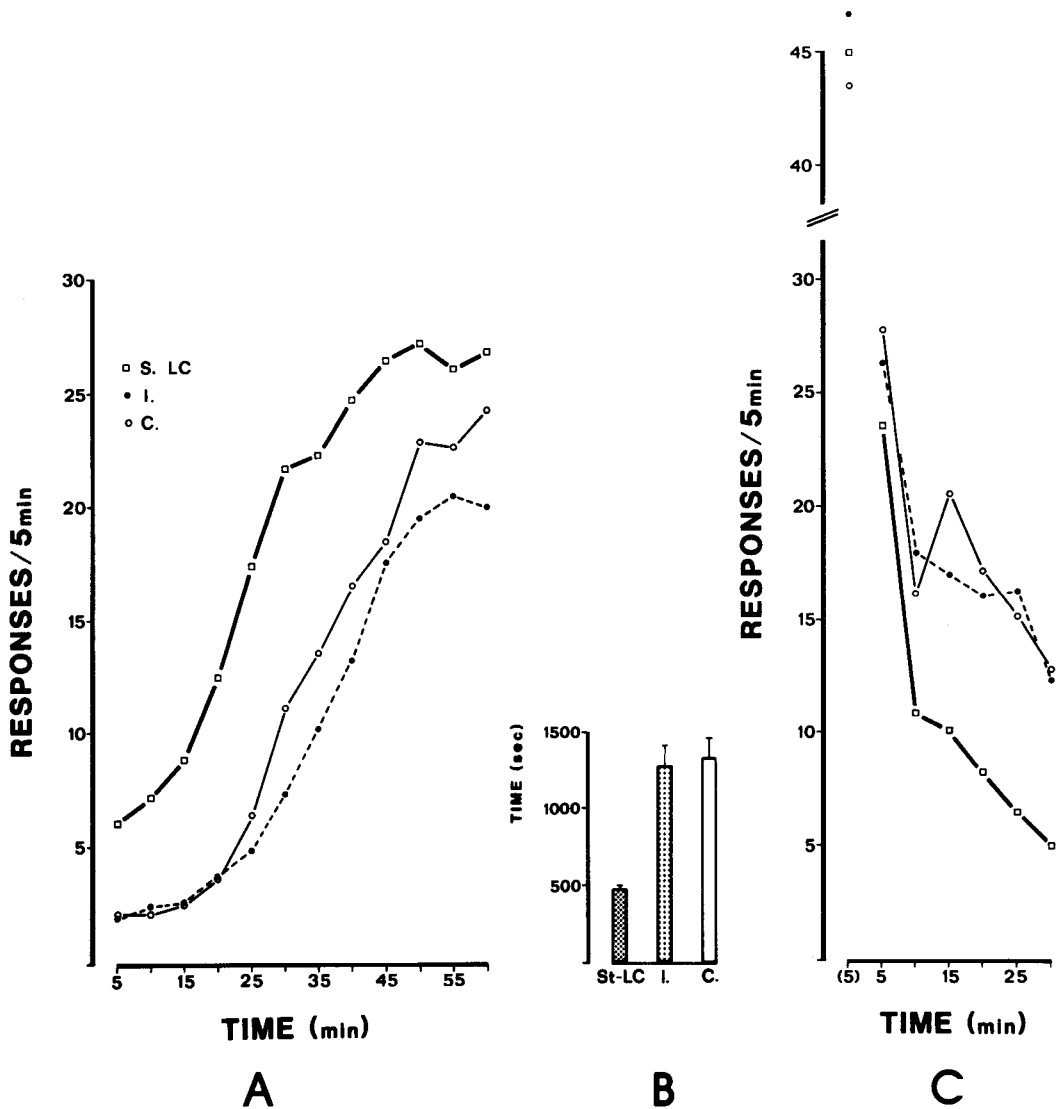 30
25
20
15
10
5
RESPONSES/5min
S. LC
I.
C.
5 15 25 35 45 55
TIME (min)
A
1500
1000
500
TIME (sec)
St-LC I. C.
B
45
40
30
25
20
15
10
5
RESPONSES/5min
(5) 5 15 25
TIME (min)
C